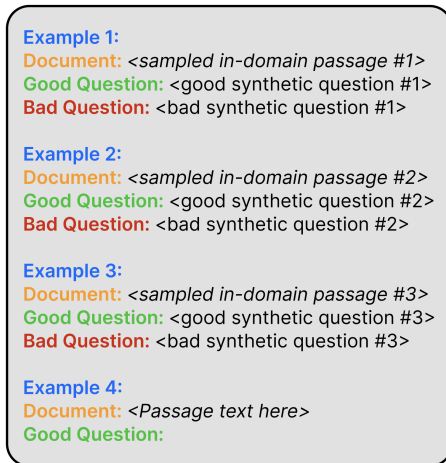 Example 1:
Document: <sampled in-domain passage #1>
Good Question: <good synthetic question #1>
Bad Question: <bad synthetic question #1>
Example 2:
Document: <sampled in-domain passage #2>
Good Question: <good synthetic question #2>
Bad Question: <bad synthetic question #2>
Example 3:
Document: <sampled in-domain passage #3>
Good Question: <good synthetic question #3>
Bad Question: <bad synthetic question #3>
Example 4:
Document: <Passage text here>
Good Question: